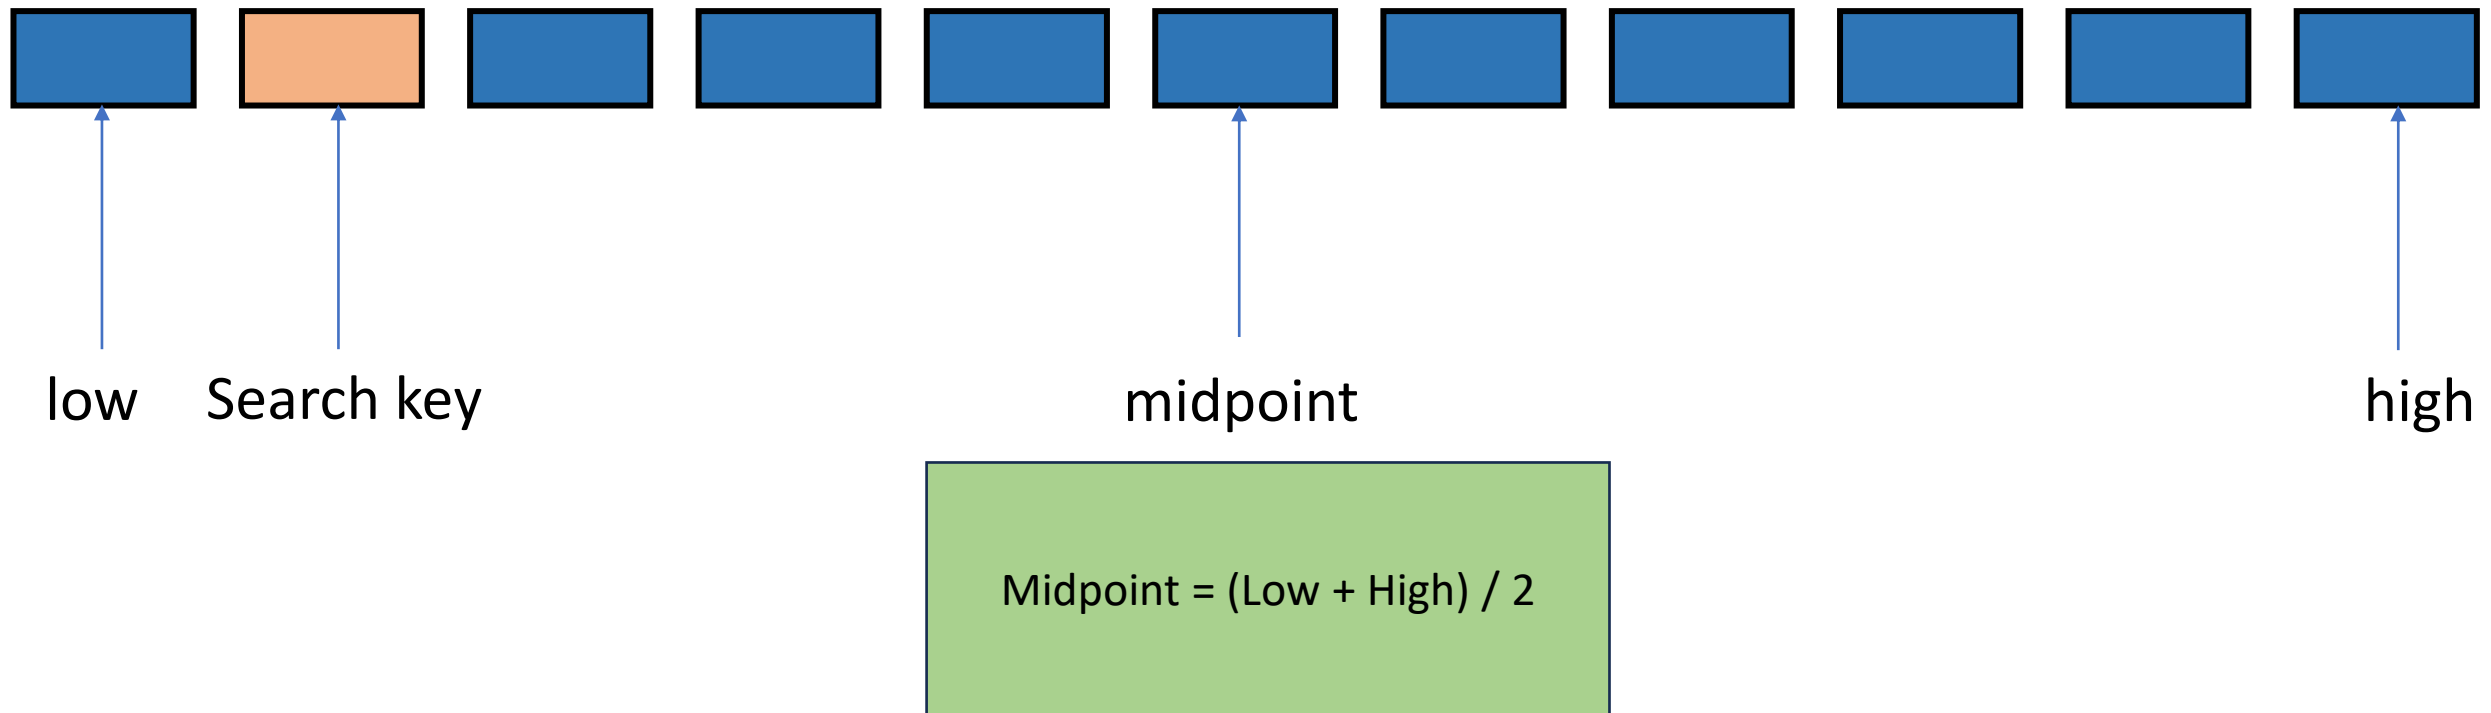 low
Search key
midpoint
high
Midpoint = (Low + High) / 2